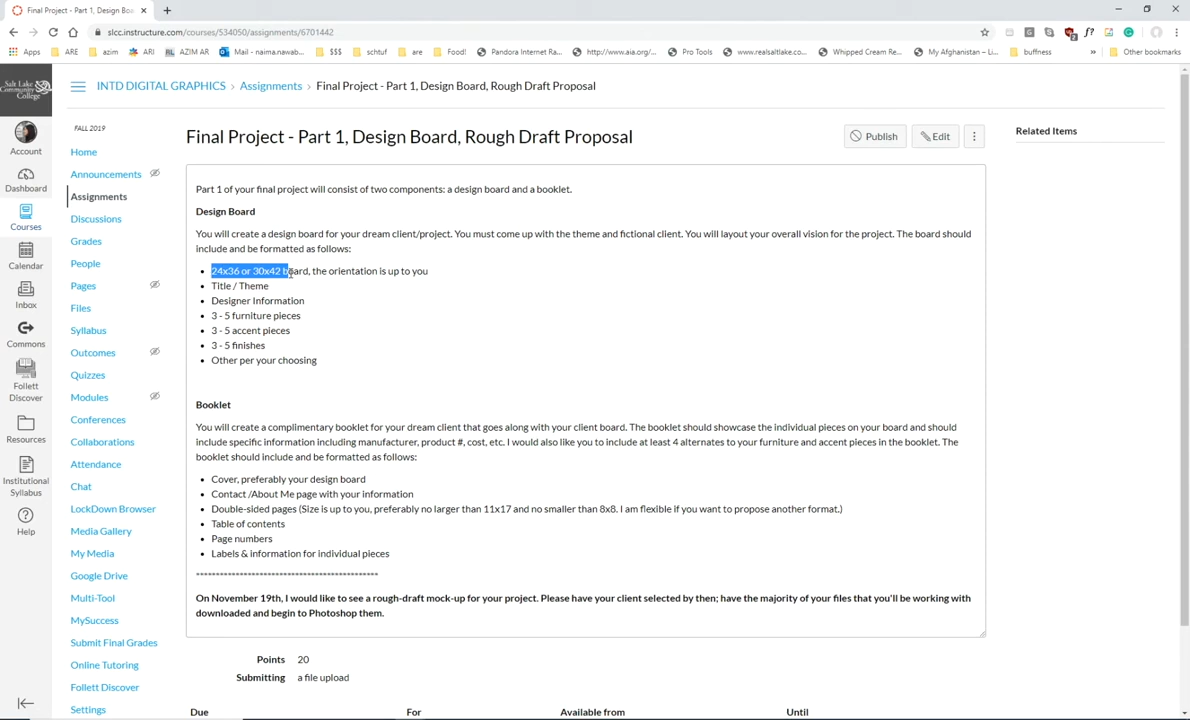 Final Project - Part 1, Design Bo
slcc.instructure.com/courses/534050/assignments/6701442
Apps
ARE
azim
ARI
AZIM AR
Mail - naima.nawab...
$$$
schtuf
are
Food!
Pandora Internet Ra...
http://www.aia.org/...
Pro Tools
www.realsaltlake.co...
Whipped Cream Re...
My Afghanistan – Li...
buffness
»
Other bookmarks
Salt Lake
Community
College
INTD DIGITAL GRAPHICS › Assignments › Final Project - Part 1, Design Board, Rough Draft Proposal
Account
Dashboard
Courses
Calendar
Inbox
Commons
Follett
Discover
Resources
Institutional
Syllabus
Help
FALL 2019
Home
Announcements
Assignments
Discussions
Grades
People
Pages
Files
Syllabus
Outcomes
Quizzes
Modules
Conferences
Collaborations
Attendance
Chat
LockDown Browser
Media Gallery
My Media
Google Drive
Multi-Tool
MySuccess
Submit Final Grades
Online Tutoring
Follett Discover
Settings
Final Project - Part 1, Design Board, Rough Draft Proposal
Publish
Edit
Related Items
Part 1 of your final project will consist of two components: a design board and a booklet.
Design Board
You will create a design board for your dream client/project. You must come up with the theme and fictional client. You will layout your overall vision for the project. The board should
include and be formatted as follows:
• 24x36 or 30x42 board, the orientation is up to you
• Title / Theme
• Designer Information
• 3 - 5 furniture pieces
• 3 - 5 accent pieces
• 3 - 5 finishes
• Other per your choosing
Booklet
You will create a complimentary booklet for your dream client that goes along with your client board. The booklet should showcase the individual pieces on your board and should
include specific information including manufacturer, product #, cost, etc. I would also like you to include at least 4 alternates to your furniture and accent pieces in the booklet. The
booklet should include and be formatted as follows:
• Cover, preferably your design board
• Contact /About Me page with your information
• Double-sided pages (Size is up to you, preferably no larger than 11x17 and no smaller than 8x8. I am flexible if you want to propose another format.)
• Table of contents
• Page numbers
• Labels & information for individual pieces
**********************************************
On November 19th, I would like to see a rough-draft mock-up for your project. Please have your client selected by then; have the majority of your files that you'll be working with
downloaded and begin to Photoshop them.
Points 20
Submitting a file upload
Due For Available from Until